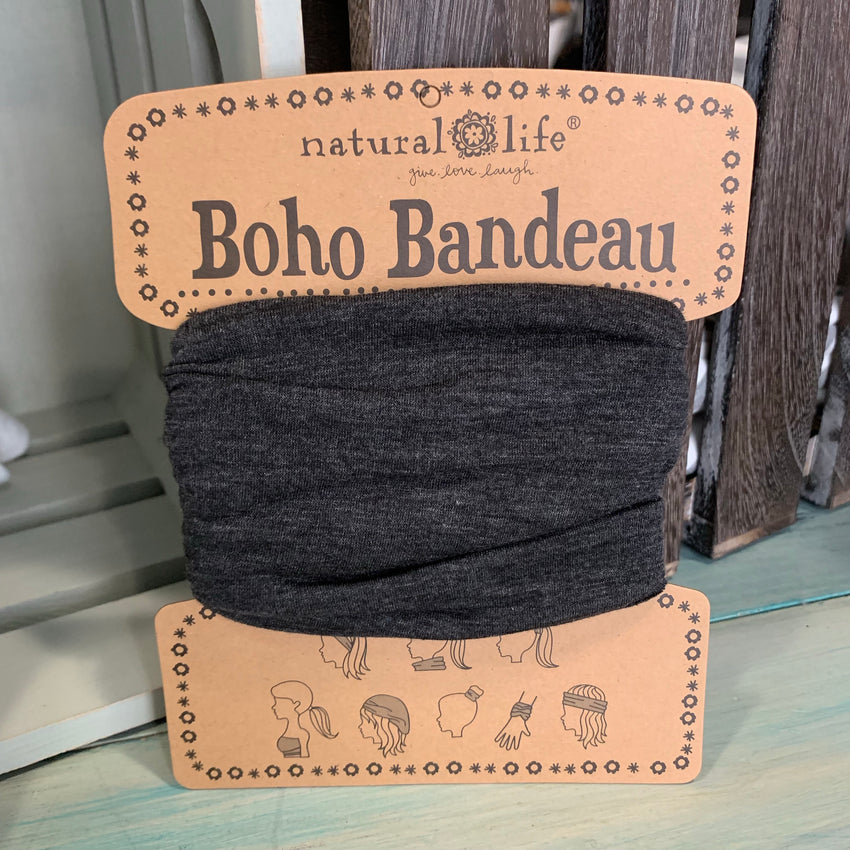 natural life®
give. love. laugh.
Boho Bandeau